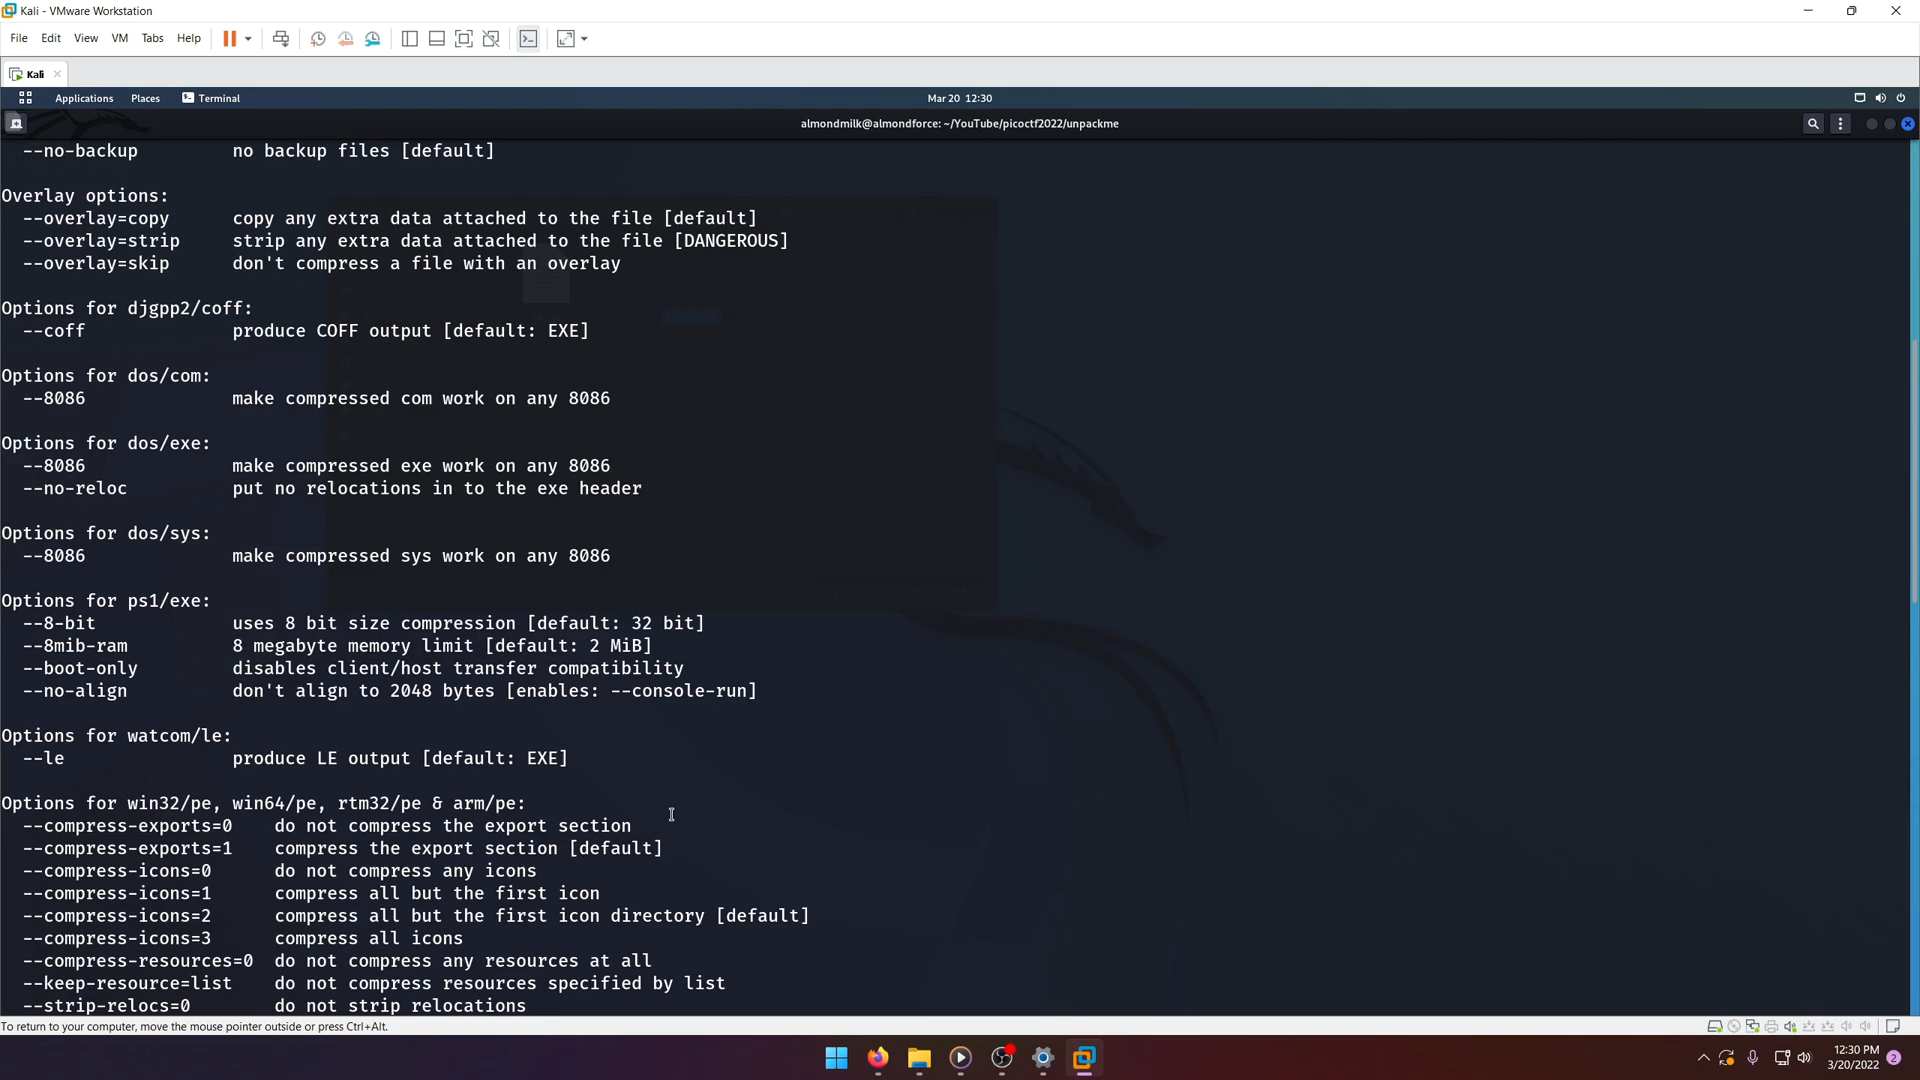 Kali - VMware Workstation
File Edit View VM Tabs Help
Kali
Applications Places Terminal Mar 20 12:30
almondmilk@almondforce: ~/YouTube/picoctf2022/unpackme
--no-backup no backup files [default]
Overlay options:
--overlay=copy copy any extra data attached to the file [default]
--overlay=strip strip any extra data attached to the file [DANGEROUS]
--overlay=skip don't compress a file with an overlay
Options for djgpp2/coff:
--coff produce COFF output [default: EXE]
Options for dos/com:
--8086 make compressed com work on any 8086
Options for dos/exe:
--8086 make compressed exe work on any 8086
--no-reloc put no relocations in to the exe header
Options for dos/sys:
--8086 make compressed sys work on any 8086
Options for ps1/exe:
--8-bit uses 8 bit size compression [default: 32 bit]
--8mib-ram 8 megabyte memory limit [default: 2 MiB]
--boot-only disables client/host transfer compatibility
--no-align don't align to 2048 bytes [enables: --console-run]
Options for watcom/le:
--le produce LE output [default: EXE]
Options for win32/pe, win64/pe, rtm32/pe & arm/pe:
--compress-exports=0 do not compress the export section
--compress-exports=1 compress the export section [default]
--compress-icons=0 do not compress any icons
--compress-icons=1 compress all but the first icon
--compress-icons=2 compress all but the first icon directory [default]
--compress-icons=3 compress all icons
--compress-resources=0 do not compress any resources at all
--keep-resource=list do not compress resources specified by list
--strip-relocs=0 do not strip relocations
To return to your computer, move the mouse pointer outside or press Ctrl+Alt.
12:30 PM
3/20/2022
2